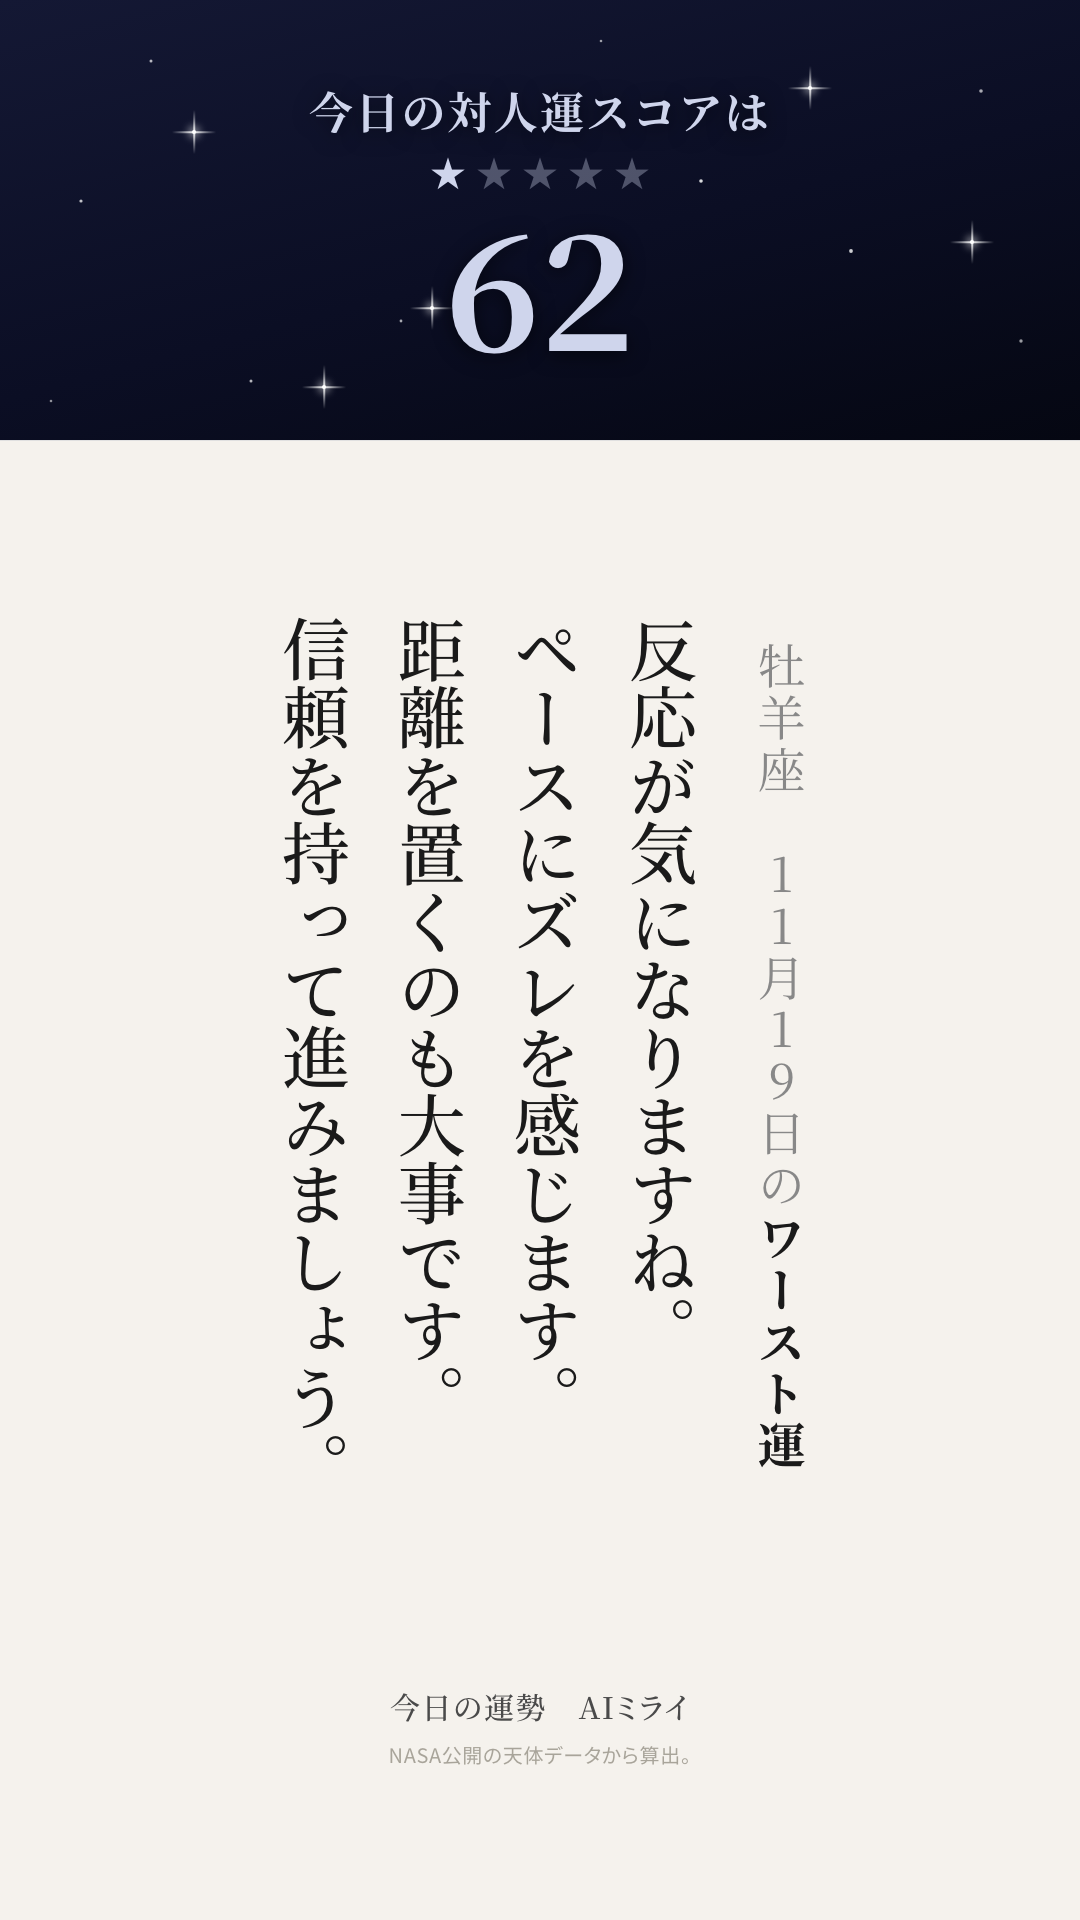 今日の対人運スコアは
★★★★★
62
牡羊座　11月19日のワースト運
反応が気になりますね。
ペースにズレを感じます。
距離を置くのも大事です。
信頼を持って進みましょう。
今日の運勢　AIミライ
NASA公開の天体データから算出。